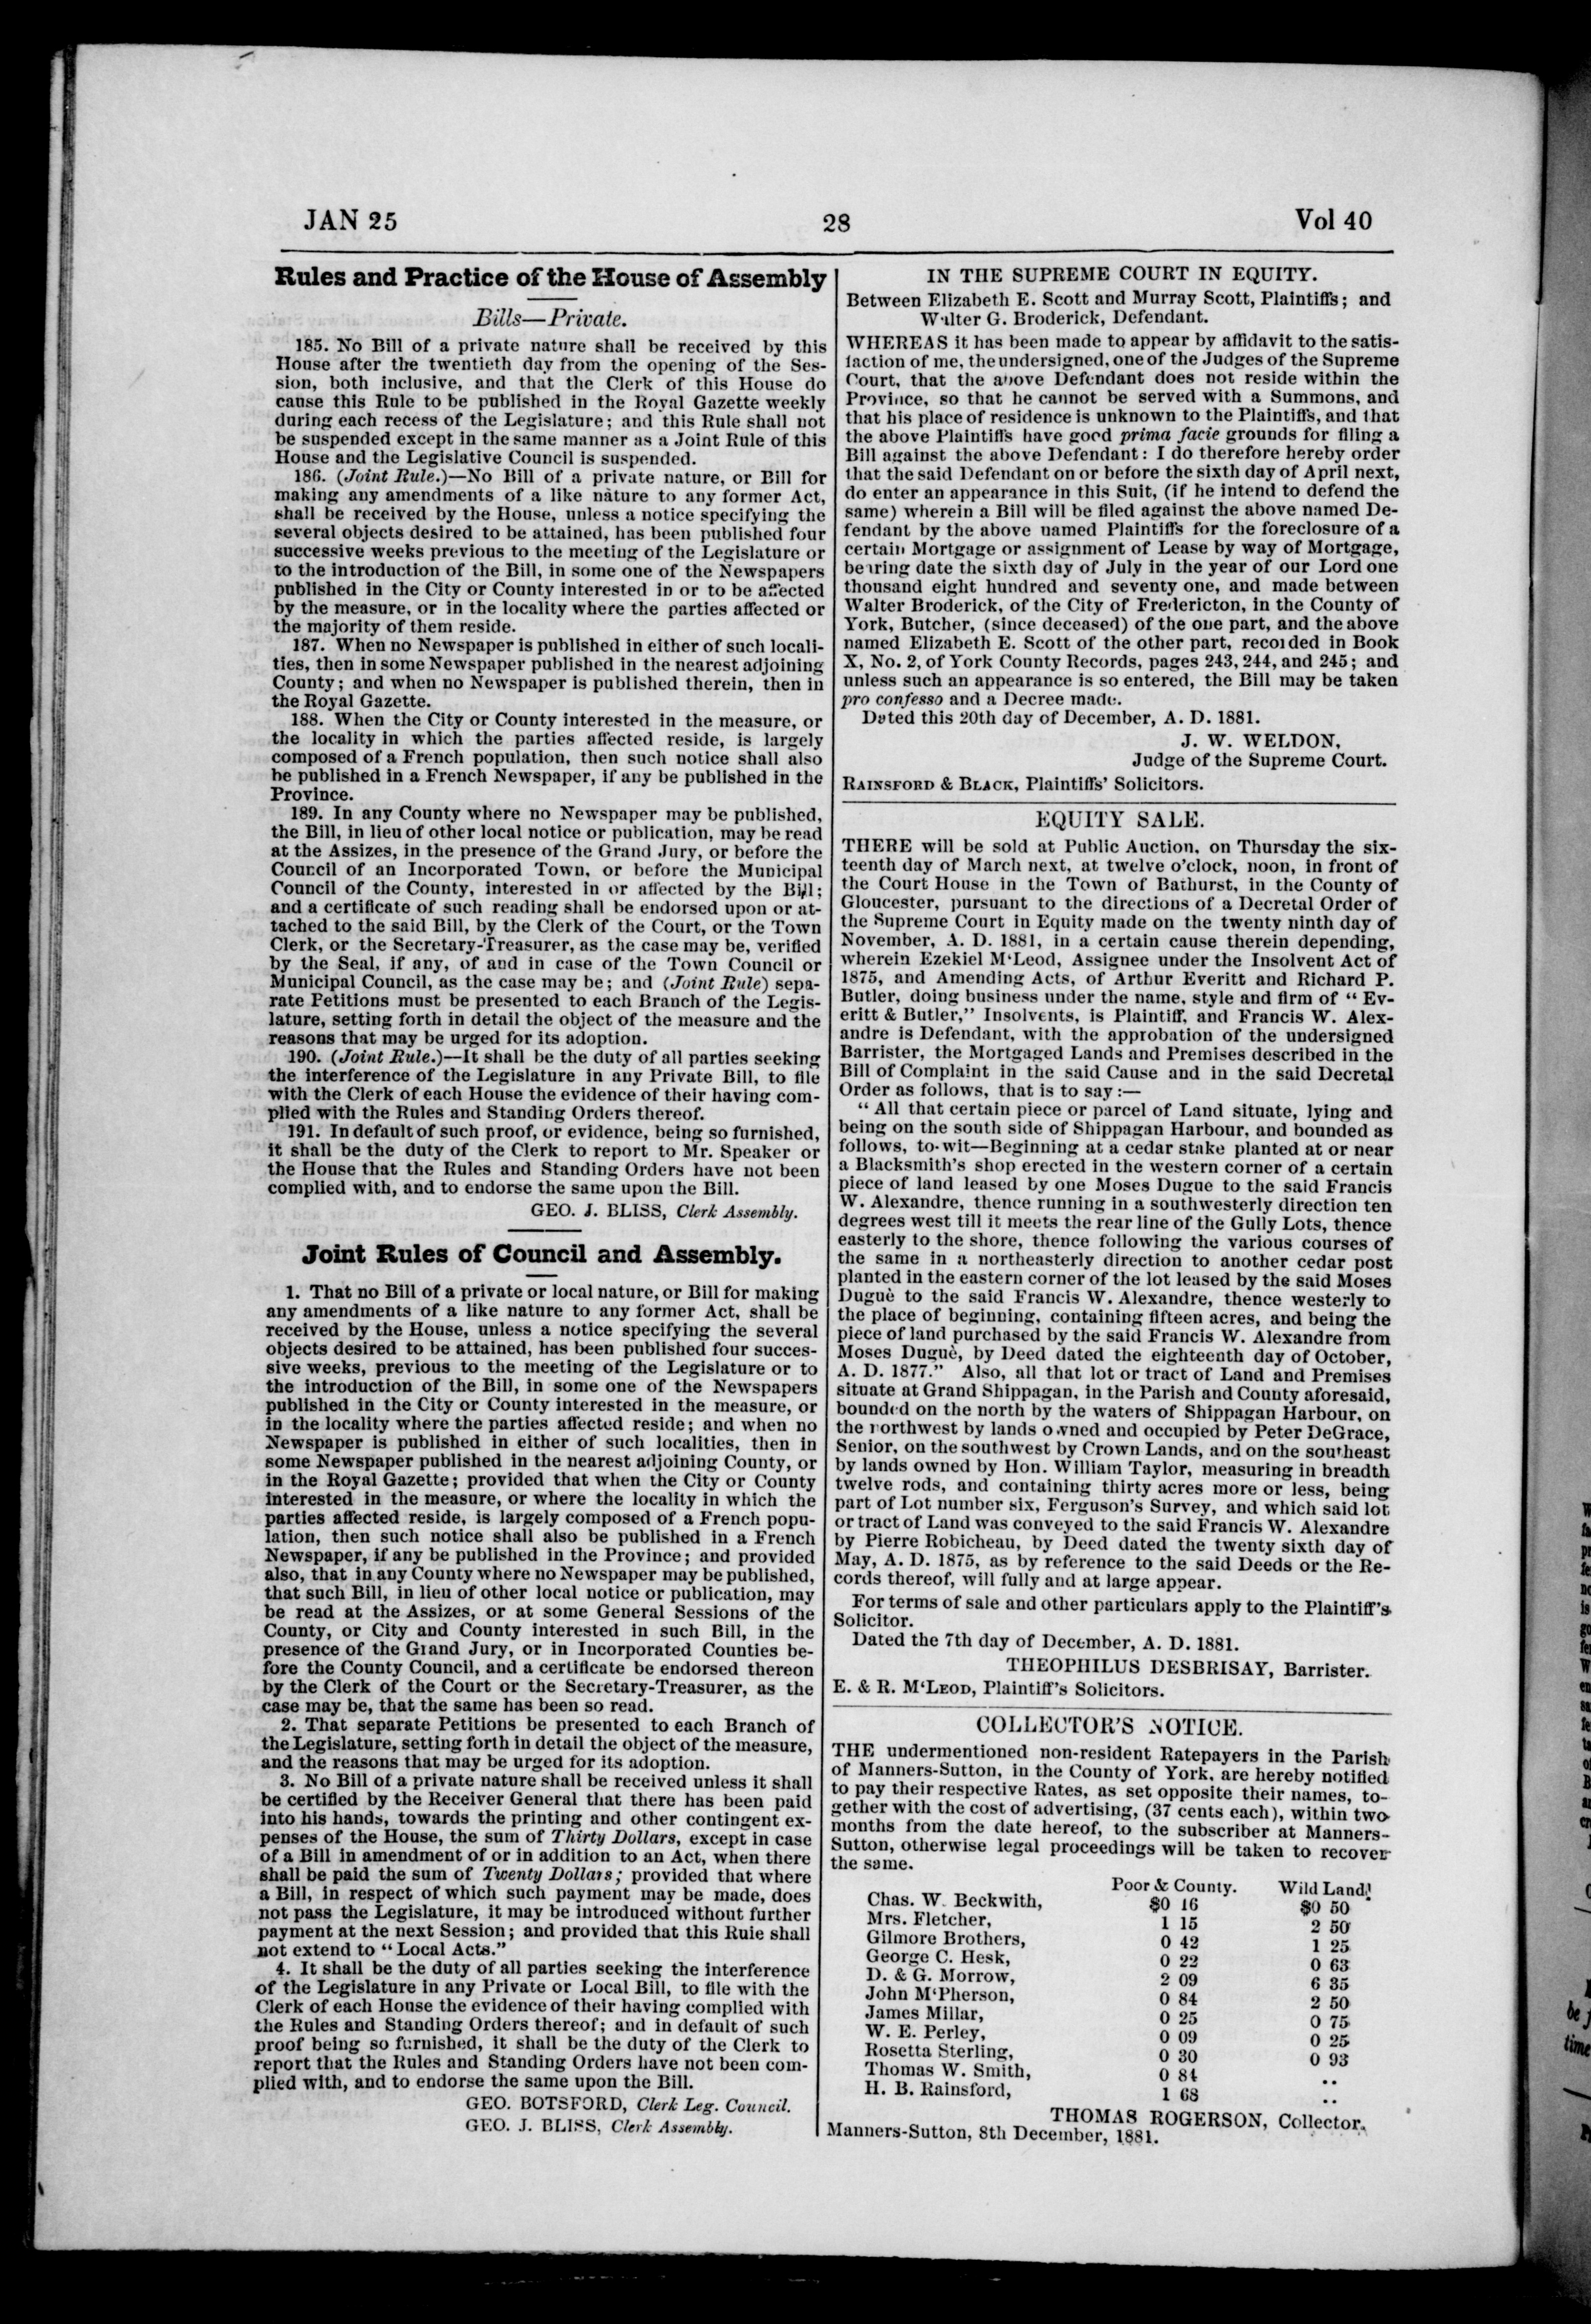 JAN 25
28
Vol 40
Rules and Practice of the House of Assembly
Bills—Private.
185. No Bill of a private nature shall be received by this
House after the twentieth day from the opening of the Ses-
sion, both inclusive, and that the Clerk of this House do
cause this Rule to be published in the Royal Gazette weekly
during each recess of the Legislature; and this Rule shall not
be suspended except in the same manner as a Joint Rule of this
House and the Legislative Council is suspended.
186. (Joint Rule.)—No Bill of a private nature, or Bill for
making any amendments of a like nature to any former Act,
shall be received by the House, unless a notice specifying the
several objects desired to be attained, has been published four
successive weeks previous to the meeting of the Legislature or
to the introduction of the Bill, in some one of the Newspapers
published in the City or County interested in or to be affected
by the measure, or in the locality where the parties affected or
the majority of them reside.
187. When no Newspaper is published in either of such locali-
ties, then in some Newspaper published in the nearest adjoining
County; and when no Newspaper is published therein, then in
the Royal Gazette.
188. When the City or County interested in the measure, or
the locality in which the parties affected reside, is largely
composed of a French population, then such notice shall also
be published in a French Newspaper, if any be published in the
Province.
189. In any County where no Newspaper may be published,
the Bill, in lieu of other local notice or publication, may be read
at the Assizes, in the presence of the Grand Jury, or before the
Council of an Incorporated Town, or before the Municipal
Council of the County, interested in or affected by the Bill;
and a certificate of such reading shall be endorsed upon or at-
tached to the said Bill, by the Clerk of the Court, or the Town
Clerk, or the Secretary-Treasurer, as the case may be, verified
by the Seal, if any, of and in case of the Town Council or
Municipal Council, as the case may be; and (Joint Rule) sepa-
rate Petitions must be presented to each Branch of the Legis-
lature, setting forth in detail the object of the measure and the
reasons that may be urged for its adoption.
190. (Joint Rule.)—It shall be the duty of all parties seeking
the interference of the Legislature in any Private Bill, to file
with the Clerk of each House the evidence of their having com-
plied with the Rules and Standing Orders thereof.
191. In default of such proof, or evidence, being so furnished,
it shall be the duty of the Clerk to report to Mr. Speaker or
the House that the Rules and Standing Orders have not been
complied with, and to endorse the same upon the Bill.
GEO. J. BLISS, Clerk Assembly.
Joint Rules of Council and Assembly.
1. That no Bill of a private or local nature, or Bill for making
any amendments of a like nature to any former Act, shall be
received by the House, unless a notice specifying the several
objects desired to be attained, has been published four succes-
sive weeks, previous to the meeting of the Legislature or to
the introduction of the Bill, in some one of the Newspapers
published in the City or County interested in the measure, or
in the locality where the parties affected reside; and when no
Newspaper is published in either of such localities, then in
some Newspaper published in the nearest adjoining County, or
in the Royal Gazette; provided that when the City or County
interested in the measure, or where the locality in which the
parties affected reside, is largely composed of a French popu-
lation, then such notice shall also be published in a French
Newspaper, if any be published in the Province; and provided
also, that in any County where no Newspaper may be published,
that such Bill, in lieu of other local notice or publication, may
be read at the Assizes, or at some General Sessions of the
County, or City and County interested in such Bill, in the
presence of the Grand Jury, or in Incorporated Counties be-
fore the County Council, and a certificate be endorsed thereon
by the Clerk of the Court or the Secretary-Treasurer, as the
case may be, that the same has been so read.
2. That separate Petitions be presented to each Branch of
the Legislature, setting forth in detail the object of the measure,
and the reasons that may be urged for its adoption.
3. No Bill of a private nature shall be received unless it shall
be certified by the Receiver General that there has been paid
into his hands, towards the printing and other contingent ex-
penses of the House, the sum of Thirty Dollars, except in case
of a Bill in amendment of or in addition to an Act, when there
shall be paid the sum of Twenty Dollars; provided that where
a Bill, in respect of which such payment may be made, does
not pass the Legislature, it may be introduced without further
payment at the next Session; and provided that this Rule shall
not extend to "Local Acts."
4. It shall be the duty of all parties seeking the interference
of the Legislature in any Private or Local Bill, to file with the
Clerk of each House the evidence of their having complied with
the Rules and Standing Orders thereof; and in default of such
proof being so furnished, it shall be the duty of the Clerk to
report that the Rules and Standing Orders have not been com-
plied with, and to endorse the same upon the Bill.
GEO. BOTSFORD, Clerk Leg. Council.
GEO. J. BLISS, Clerk Assembly.
IN THE SUPREME COURT IN EQUITY.
Between Elizabeth E. Scott and Murray Scott, Plaintiffs; and
Walter G. Broderick, Defendant.
WHEREAS it has been made to appear by affidavit to the satis-
faction of me, the undersigned, one of the Judges of the Supreme
Court, that the above Defendant does not reside within the
Province, so that he cannot be served with a Summons, and
that his place of residence is unknown to the Plaintiffs, and that
the above Plaintiffs have good prima facie grounds for filing a
Bill against the above Defendant: I do therefore hereby order
that the said Defendant on or before the sixth day of April next,
do enter an appearance in this Suit, (if he intend to defend the
same) wherein a Bill will be filed against the above named De-
fendant by the above named Plaintiffs for the foreclosure of a
certain Mortgage or assignment of Lease by way of Mortgage,
bearing date the sixth day of July in the year of our Lord one
thousand eight hundred and seventy one, and made between
Walter Broderick, of the City of Fredericton, in the County of
York, Butcher, (since deceased) of the one part, and the above
named Elizabeth E. Scott of the other part, recorded in Book
X, No. 2, of York County Records, pages 243, 244, and 245; and
unless such an appearance is so entered, the Bill may be taken
pro confesso and a Decree made.
Dated this 20th day of December, A. D. 1881.
J. W. WELDON,
Judge of the Supreme Court.
RAINSFORD & BLACK, Plaintiffs' Solicitors.
EQUITY SALE.
THERE will be sold at Public Auction, on Thursday the six-
teenth day of March next, at twelve o'clock, noon, in front of
the Court House in the Town of Bathurst, in the County of
Gloucester, pursuant to the directions of a Decretal Order of
the Supreme Court in Equity made on the twenty ninth day of
November, A. D. 1881, in a certain cause therein depending,
wherein Ezekiel M'Leod, Assignee under the Insolvent Act of
1875, and Amending Acts, of Arthur Everitt and Richard P.
Butler, doing business under the name, style and firm of "Ev-
eritt & Butler," Insolvents, is Plaintiff, and Francis W. Alex-
andre is Defendant, with the approbation of the undersigned
Barrister, the Mortgaged Lands and Premises described in the
Bill of Complaint in the said Cause and in the said Decretal
Order as follows, that is to say:—
"All that certain piece or parcel of Land situate, lying and
being on the south side of Shippagan Harbour, and bounded as
follows, to-wit—Beginning at a cedar stake planted at or near
a Blacksmith's shop erected in the western corner of a certain
piece of land leased by one Moses Dugue to the said Francis
W. Alexandre, thence running in a southwesterly direction ten
degrees west till it meets the rear line of the Gully Lots, thence
easterly to the shore, thence following the various courses of
the same in a northeasterly direction to another cedar post
planted in the eastern corner of the lot leased by the said Moses
Duguè to the said Francis W. Alexandre, thence westerly to
the place of beginning, containing fifteen acres, and being the
piece of land purchased by the said Francis W. Alexandre from
Moses Duguè, by Deed dated the eighteenth day of October,
A. D. 1877." Also, all that lot or tract of Land and Premises
situate at Grand Shippagan, in the Parish and County aforesaid,
bounded on the north by the waters of Shippagan Harbour, on
the northwest by lands owned and occupied by Peter DeGrace,
Senior, on the southwest by Crown Lands, and on the southeast
by lands owned by Hon. William Taylor, measuring in breadth
twelve rods, and containing thirty acres more or less, being
part of Lot number six, Ferguson's Survey, and which said lot
or tract of Land was conveyed to the said Francis W. Alexandre
by Pierre Robicheau, by Deed dated the twenty sixth day of
May, A. D. 1875, as by reference to the said Deeds or the Re-
cords thereof, will fully and at large appear.
For terms of sale and other particulars apply to the Plaintiff's
Solicitor.
Dated the 7th day of December, A. D. 1881.
THEOPHILUS DESBRISAY, Barrister.
E. & R. M'LEOD, Plaintiff's Solicitors.
COLLECTOR'S NOTICE.
THE undermentioned non-resident Ratepayers in the Parish
of Manners-Sutton, in the County of York, are hereby notified
to pay their respective Rates, as set opposite their names, to-
gether with the cost of advertising, (37 cents each), within two
months from the date hereof, to the subscriber at Manners-
Sutton, otherwise legal proceedings will be taken to recover
the same.
Poor & County. Wild Land.
Chas. W. Beckwith, $0 16 $0 50
Mrs. Fletcher, 1 15 2 50
Gilmore Brothers, 0 42 1 25
George C. Hesk, 0 22 0 63
D. & G. Morrow, 2 09 6 35
John M'Pherson, 0 84 2 50
James Millar, 0 25 0 75
W. E. Perley, 0 09 0 25
Rosetta Sterling, 0 30 0 93
Thomas W. Smith, 0 84 ..
H. B. Rainsford, 1 68 ..
THOMAS ROGERSON, Collector.
Manners-Sutton, 8th December, 1881.